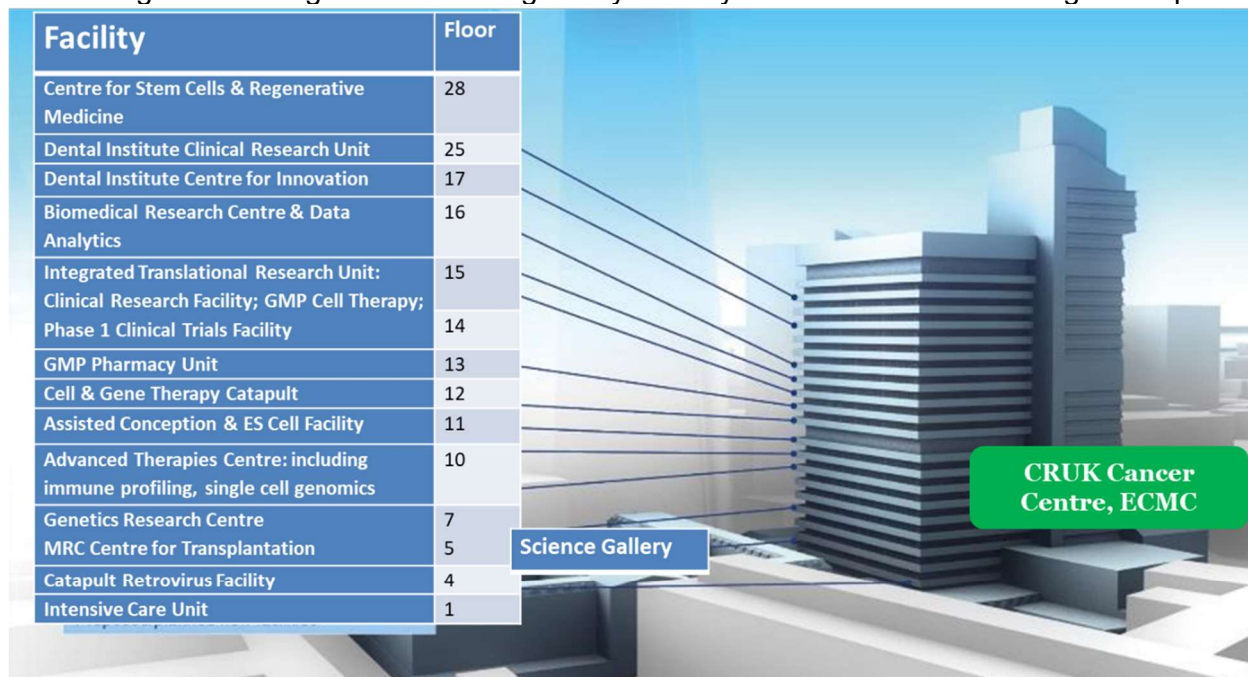 Facility Floor
Centre for Stem Cells & Regenerative 28
Medicine
Dental Institute Clinical Research Unit 25
Dental Institute Centre for Innovation 17
Biomedical Research Centre & Data 16
Analytics
Integrated Translational Research Unit: 15
Clinical Research Facility; GMP Cell Therapy;
Phase 1 Clinical Trials Facility 14
GMP Pharmacy Unit 13
Cell & Gene Therapy Catapult 12
Assisted Conception & ES Cell Facility 11
Advanced Therapies Centre: including 10
immune profiling, single cell genomics
Genetics Research Centre 7
MRC Centre for Transplantation 5
Catapult Retrovirus Facility 4
Intensive Care Unit 1
Science Gallery
CRUK Cancer
Centre, ECMC